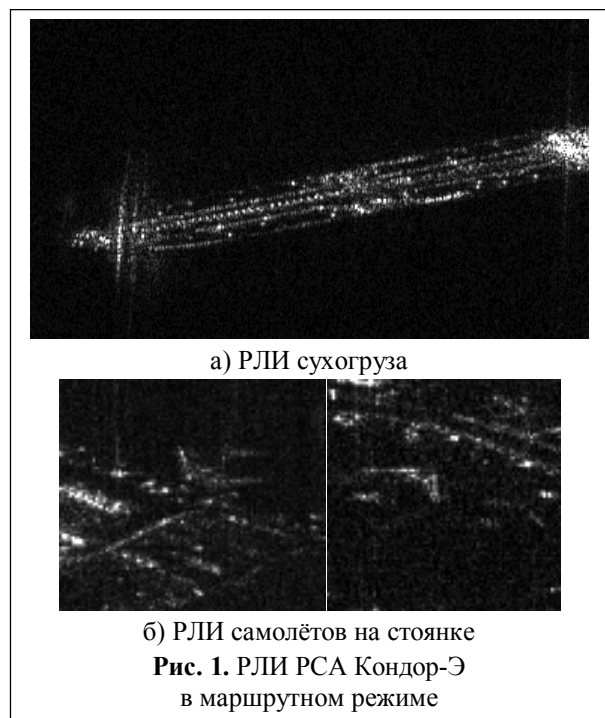 а) РЛИ сухогруза
б) РЛИ самолётов на стоянке
Рис. 1. РЛИ РСА Кондор-Э
в маршрутном режиме